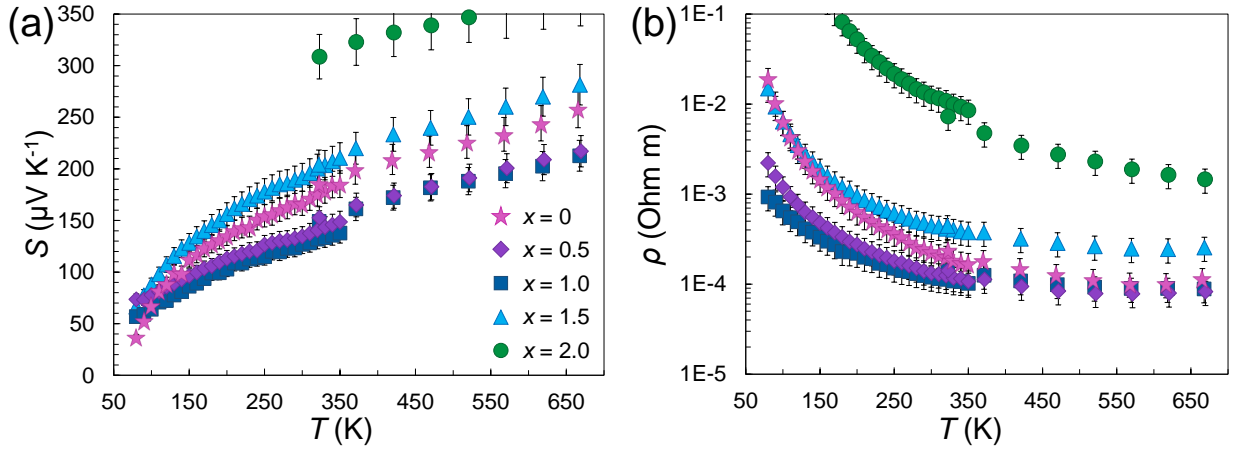 (a)
S (µV K⁻¹)
350
300
250
200
150
100
50
0
x = 0
x = 0.5
x = 1.0
x = 1.5
x = 2.0
50 150 250 350 450 550 650
T (K)
(b)
ρ (Ohm m)
1E-1
1E-2
1E-3
1E-4
1E-5
50 150 250 350 450 550 650
T (K)